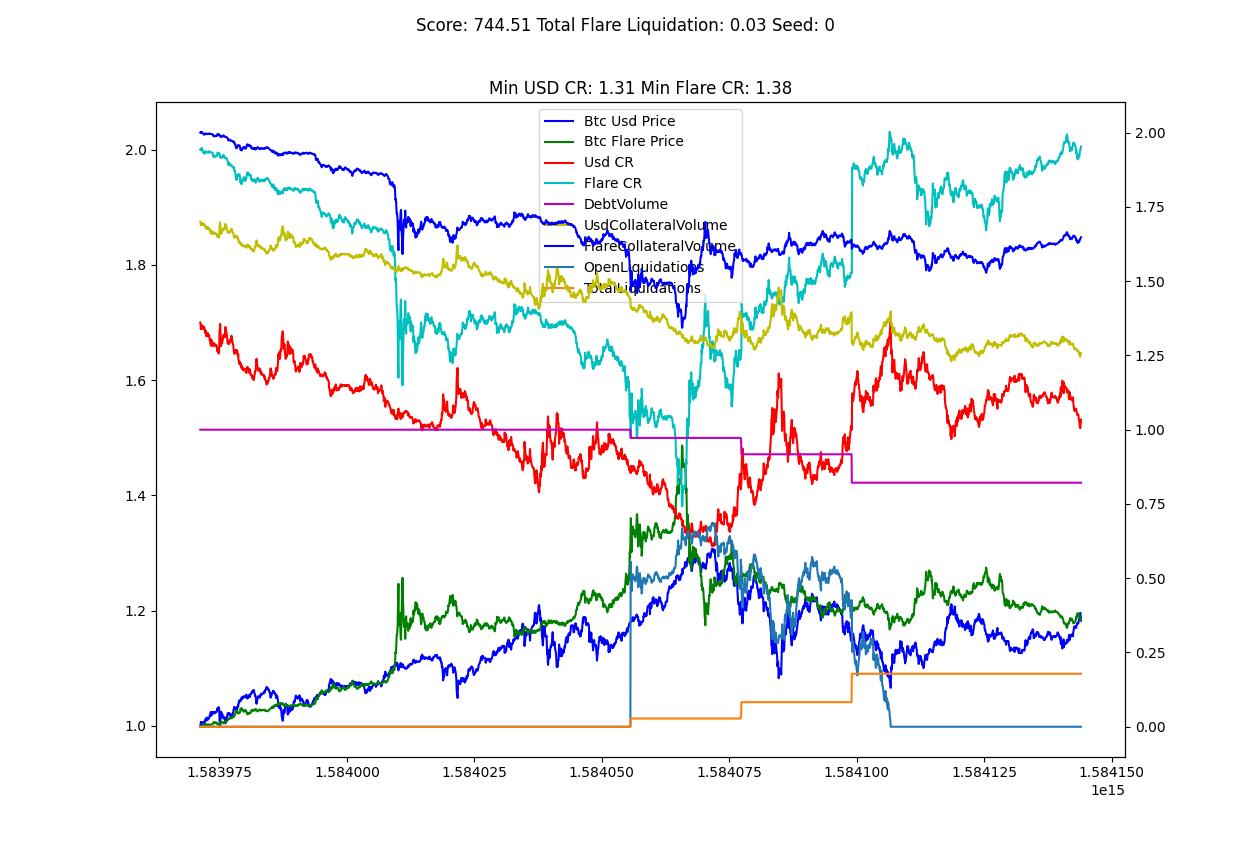 Score: 744.51 Total Flare Liquidation: 0.03 Seed: 0
Min USD CR: 1.31 Min Flare CR: 1.38
Btc Usd Price
Btc Flare Price
Usd CR
Flare CR
DebtVolume
UsdCollateralVolume
FlareCollateralVolume
OpenLiquidations
TotalLiquidations
2.0
1.8
1.6
1.4
1.2
1.0
2.00
1.75
1.50
1.25
1.00
0.75
0.50
0.25
0.00
1.583975 1.584000 1.584025 1.584050 1.584075 1.584100 1.584125 1.584150
1e15